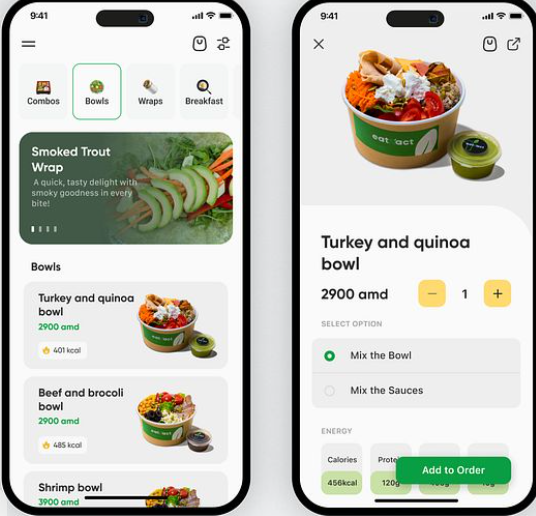 9:41
Combos
Bowls
Wraps
Breakfast
Smoked Trout
Wrap
A quick, tasty delight with
smoky goodness in every
bite!
Bowls
Turkey and quinoa
bowl
2900 amd
401 kcal
Beef and brocoli
bowl
2900 amd
485 kcal
Shrimp bowl
3900 amd
9:41
eat act
Turkey and quinoa
bowl
2900 amd
1
SELECT OPTION
Mix the Bowl
Mix the Sauces
ENERGY
Calories
456kcal
120g
Add to Order